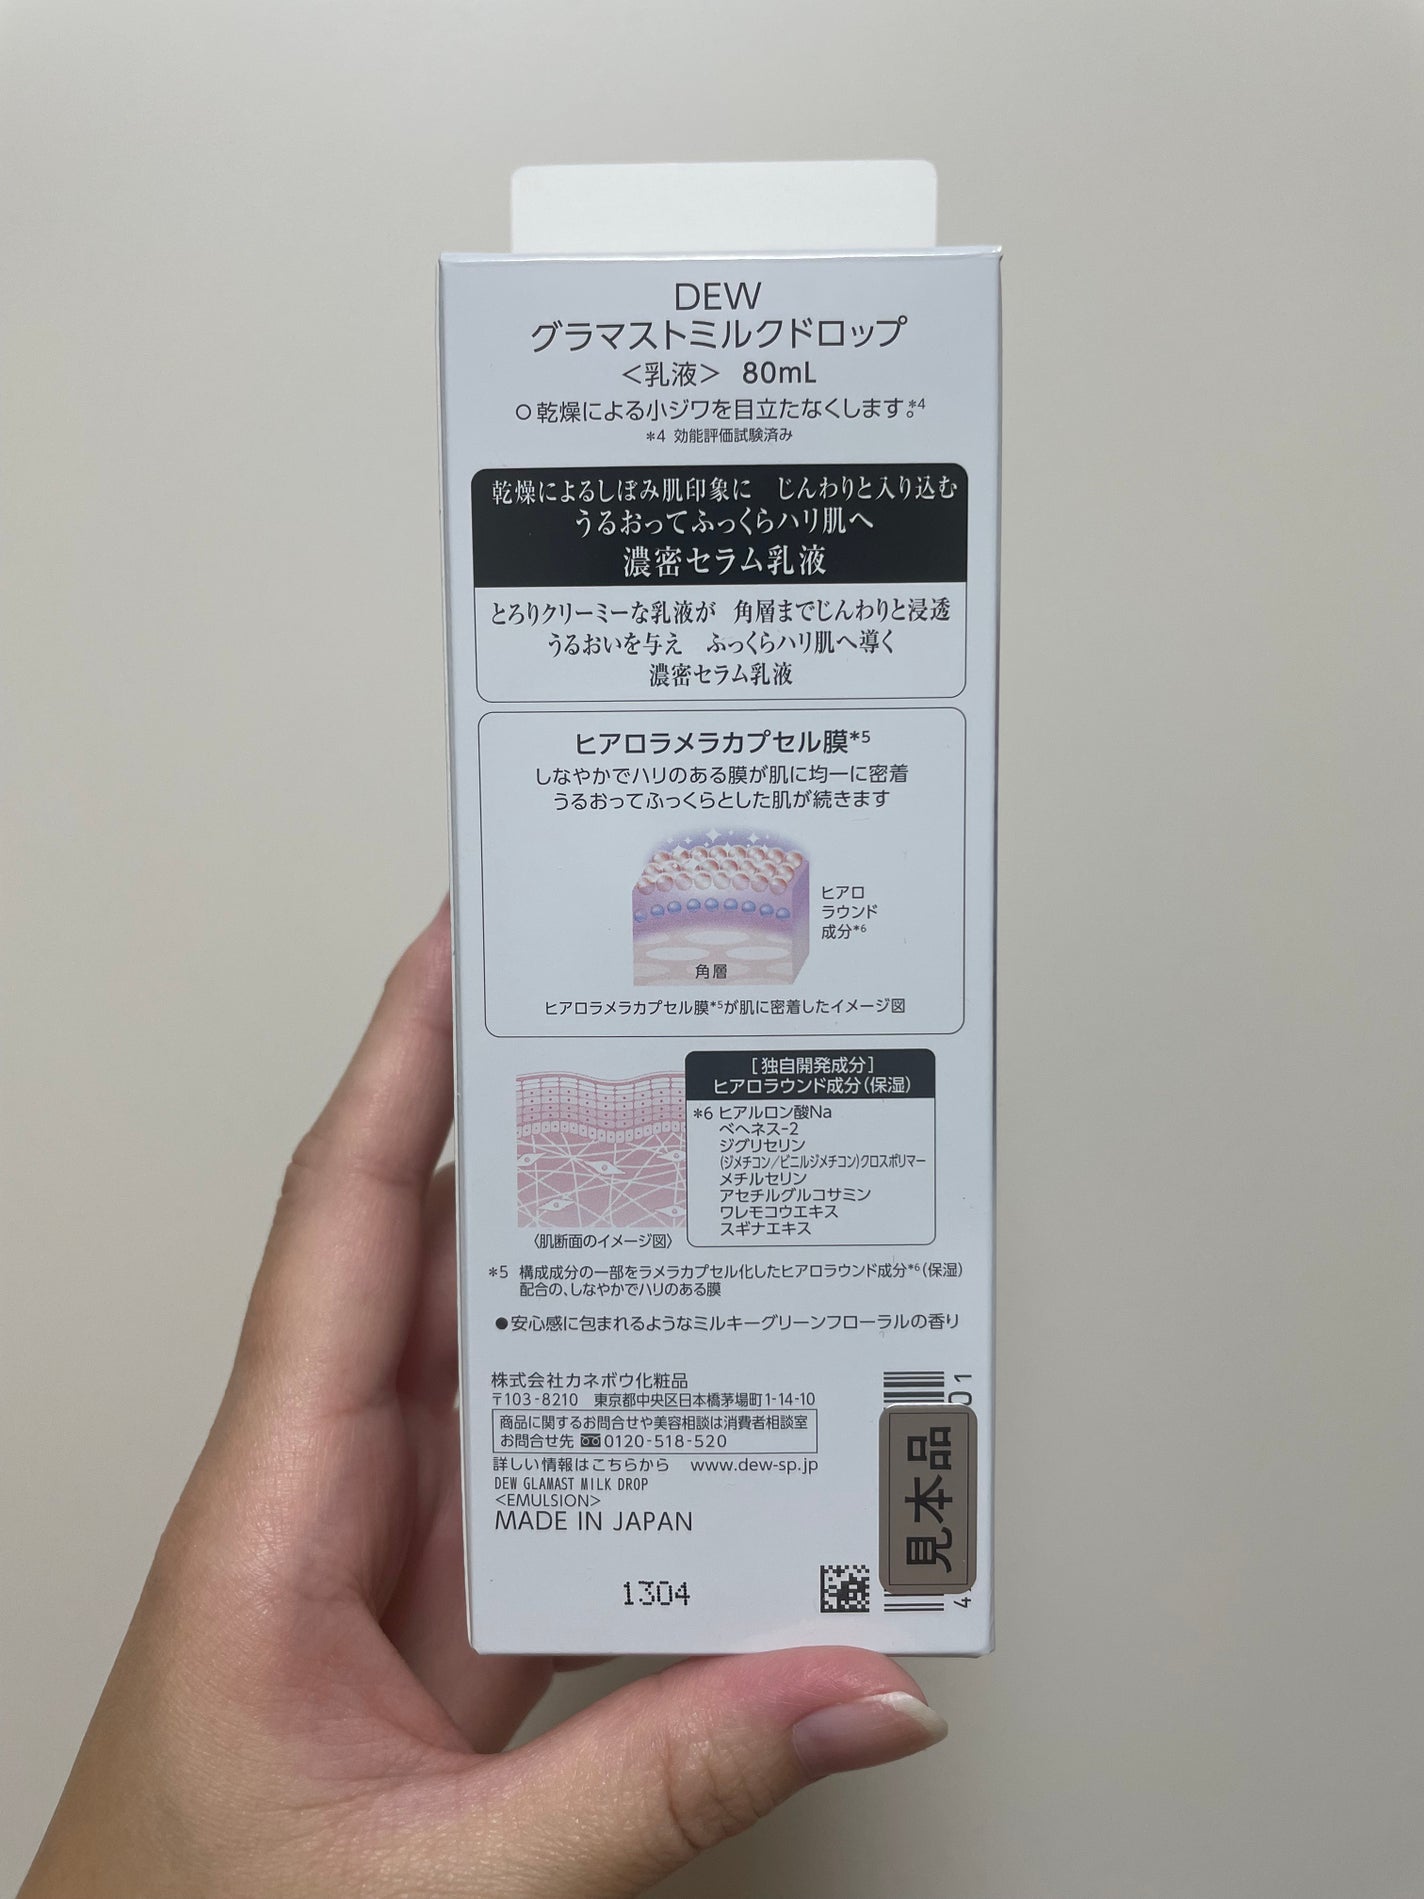 DEW
グラマストミルクドロップ
＜乳液＞ 80mL
○乾燥による小ジワを目立たなくします。*4
*4 効能評価試験済み
乾燥によるしぼみ肌印象に じんわりと入り込む
うるおってふっくらハリ肌へ
濃密セラム乳液
とろりクリーミーな乳液が 角層までじんわりと浸透
うるおいを与え ふっくらハリ肌へ導く
濃密セラム乳液
ヒアロラメラカプセル膜*5
しなやかでハリのある膜が肌に均一に密着
うるおってふっくらとした肌が続きます
ヒアロ
ラウンド
成分*6
角層
ヒアロラメラカプセル膜*5が肌に密着したイメージ図
［独自開発成分］
ヒアロラウンド成分（保湿）
*6 ヒアルロン酸Na
ベヘネス-2
ジグリセリン
(ジメチコン／ビニルジメチコン)クロスポリマー
メチルセリン
アセチルグルコサミン
ワレモコウエキス
スギナエキス
〈肌断面のイメージ図〉
*5 構成成分の一部をラメラカプセル化したヒアロラウンド成分*6（保湿）
配合の、しなやかでハリのある膜
●安心感に包まれるようなミルキーグリーンフローラルの香り
株式会社カネボウ化粧品
〒103-8210 東京都中央区日本橋茅場町1-14-10
商品に関するお問合せや美容相談は消費者相談室
お問合せ先 0120-518-520
詳しい情報はこちらから www.dew-sp.jp
DEW GLAMAST MILK DROP
<EMULSION>
MADE IN JAPAN
1304
見本品
4
01